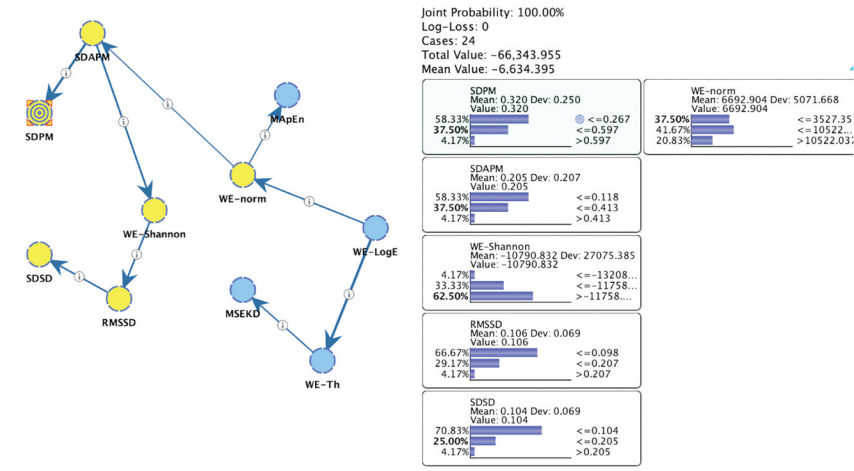 Joint Probability: 100.00%
Log-Loss: 0
Cases: 24
Total Value: -66,343.955
Mean Value: -6,634.395
SDAPM
SDPM
MApEn
WE-norm
WE-Shannon
WE-LogE
SDSD
RMSSD
MSEKD
WE-Th
SDPM
Mean: 0.320 Dev: 0.250
Value: 0.320
58.33% <=0.267
37.50% <=0.597
4.17% >0.597
WE-norm
Mean: 6692.904 Dev: 5071.668
Value: 6692.904
37.50% <=3527.35
41.67% <=10522...
20.83% >10522.037
SDAPM
Mean: 0.205 Dev: 0.207
Value: 0.205
58.33% <=0.118
37.50% <=0.413
4.17% >0.413
WE-Shannon
Mean: -10790.832 Dev: 27075.385
Value: -10790.832
4.17% <=-13208...
33.33% <=-11758...
62.50% >-11758....
RMSSD
Mean: 0.106 Dev: 0.069
Value: 0.106
66.67% <=0.098
29.17% <=0.207
4.17% >0.207
SDSD
Mean: 0.104 Dev: 0.069
Value: 0.104
70.83% <=0.104
25.00% <=0.205
4.17% >0.205